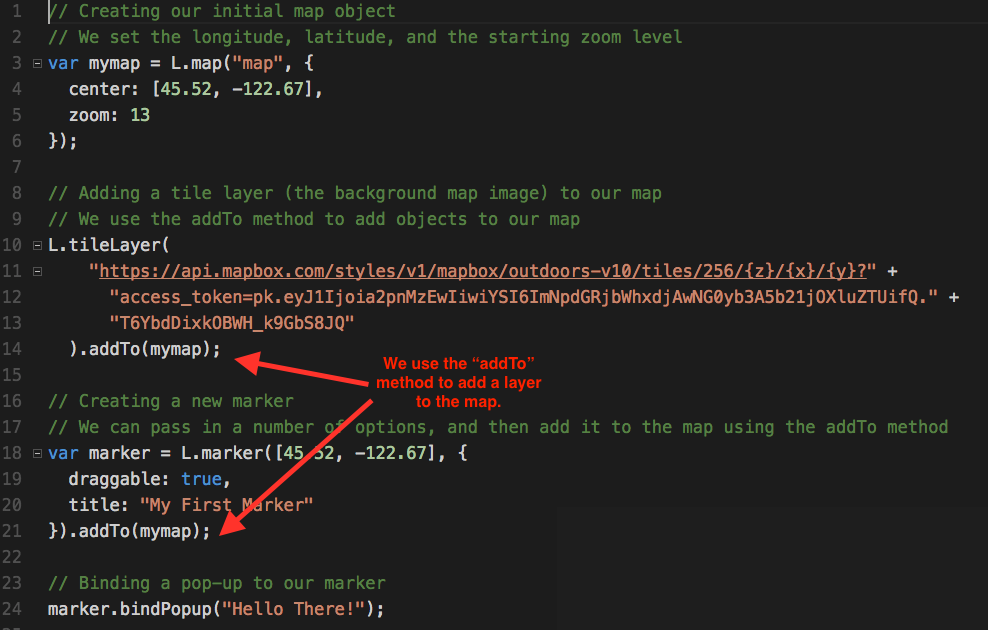 1 // Creating our initial map object
2 // We set the longitude, latitude, and the starting zoom level
3 var mymap = L.map("map", {
4   center: [45.52, -122.67],
5   zoom: 13
6 });
7
8 // Adding a tile layer (the background map image) to our map
9 // We use the addTo method to add objects to our map
10 L.tileLayer(
11     "https://api.mapbox.com/styles/v1/mapbox/outdoors-v10/tiles/256/{z}/{x}/{y}?" +
12       "access_token=pk.eyJ1Ijoia2pnMzEwIiwiYSI6ImNpdGRjbWhxdjAwNG0yb3A5b21jOXluZTUifQ." +
13       "T6YbdDixkOBWH_k9GbS8JQ"
14   ).addTo(mymap);
We use the “addTo”
method to add a layer
to the map.
15
16 // Creating a new marker
17 // We can pass in a number of options, and then add it to the map using the addTo method
18 var marker = L.marker([45.52, -122.67], {
19   draggable: true,
20   title: "My First Marker"
21 }).addTo(mymap);
22
23 // Binding a pop-up to our marker
24 marker.bindPopup("Hello There!");